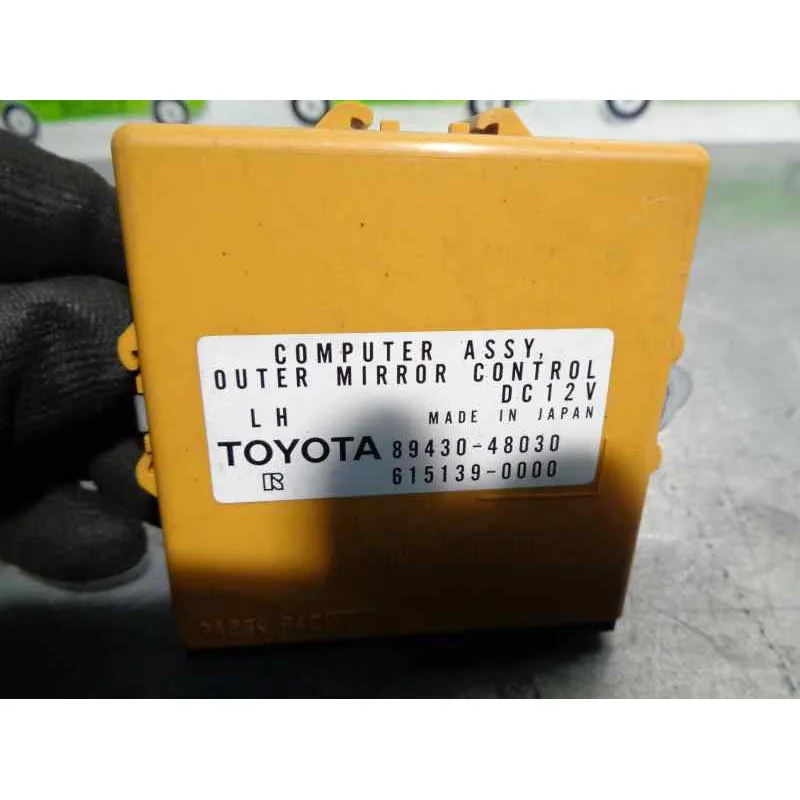 COMPUTER ASSY,
OUTER MIRROR CONTROL
DC12V
LH MADE IN JAPAN
TOYOTA 89430-48030
R 615139-0000